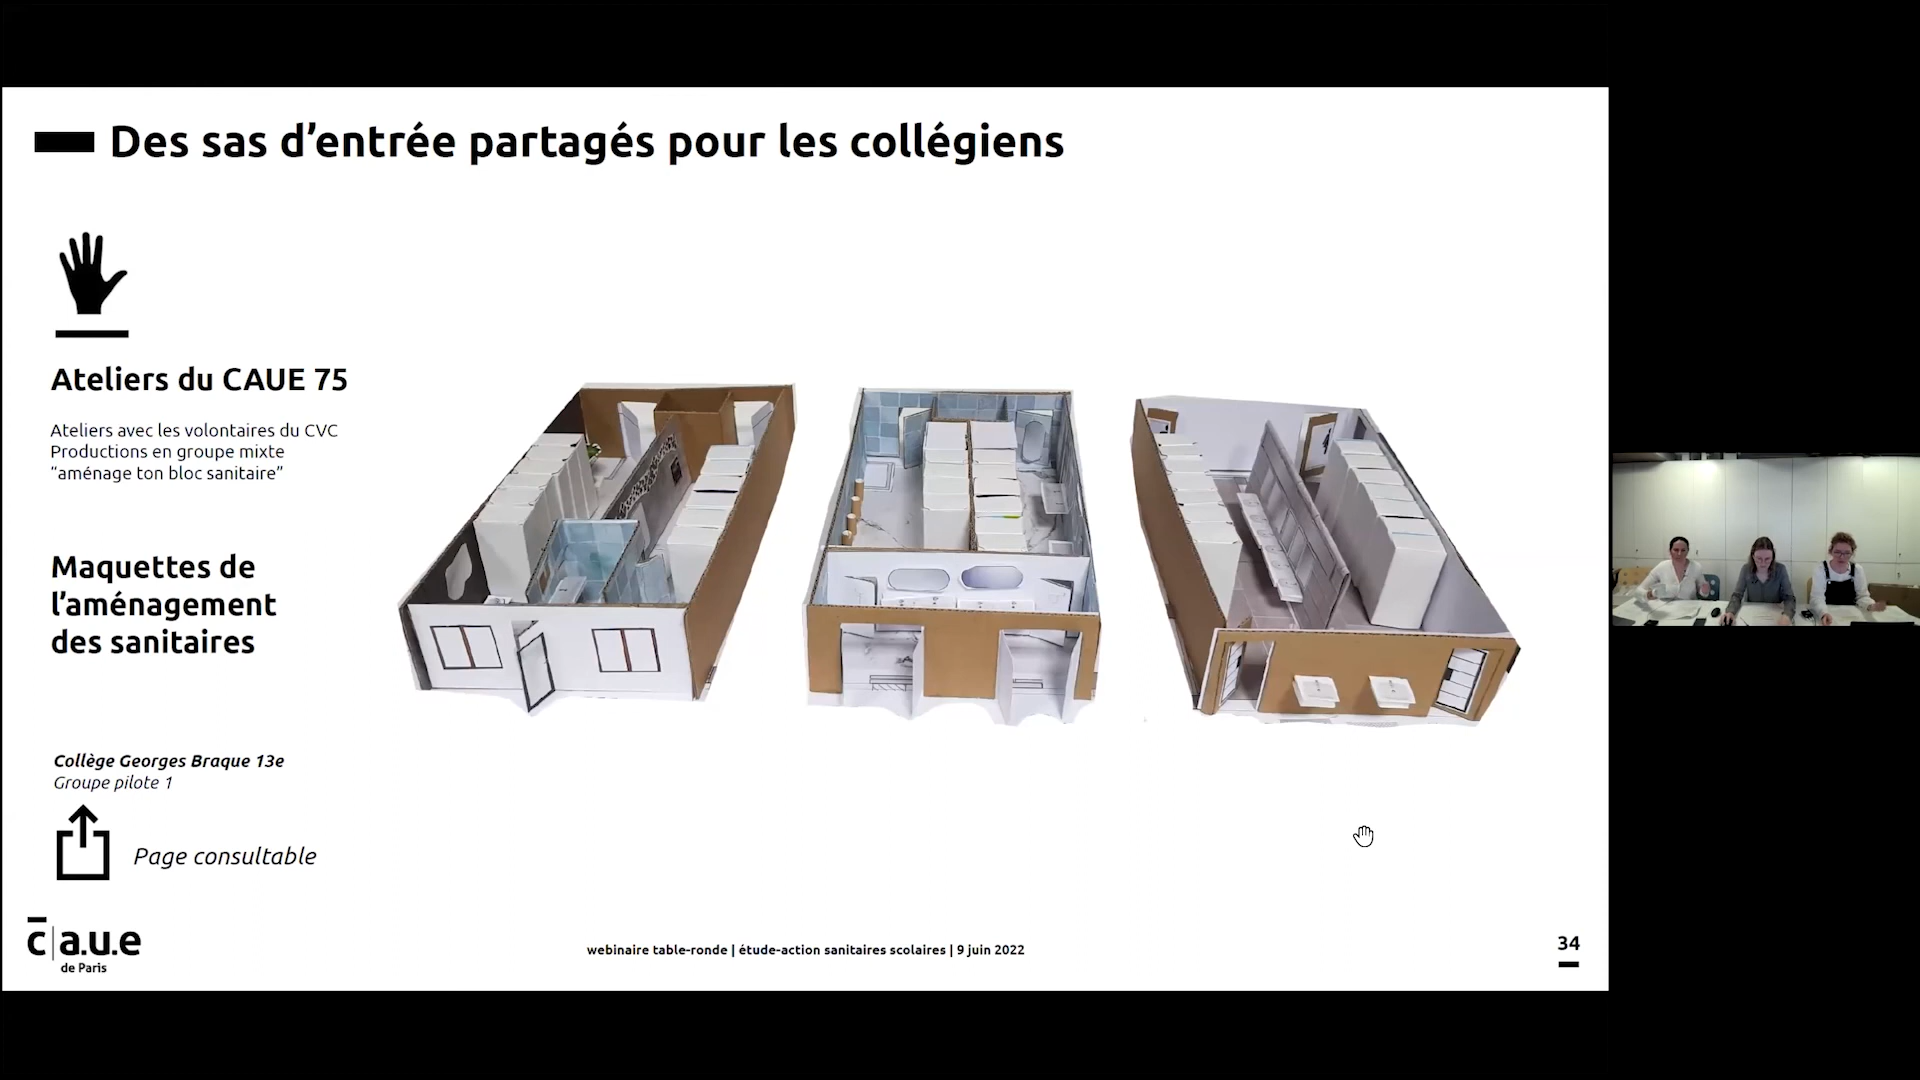 Des sas d’entrée partagés pour les collégiens
Ateliers du CAUE 75
Ateliers avec les volontaires du CVC
Productions en groupe mixte
“aménage ton bloc sanitaire”
Maquettes de
l’aménagement
des sanitaires
Collège Georges Braque 13e
Groupe pilote 1
Page consultable
c|a.u.e
de Paris
webinaire table-ronde | étude-action sanitaires scolaires | 9 juin 2022
34